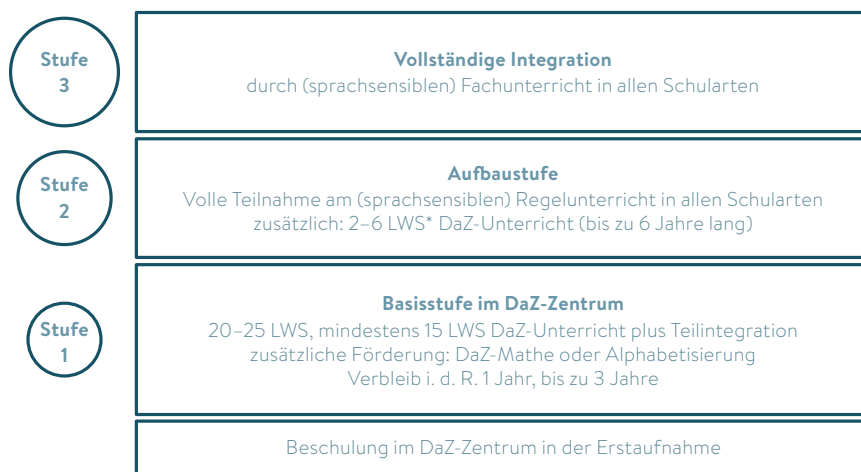 Stufe
3
Vollständige Integration
durch (sprachsensiblen) Fachunterricht in allen Schularten
Stufe
2
Aufbaustufe
Volle Teilnahme am (sprachsensiblen) Regelunterricht in allen Schularten
zusätzlich: 2–6 LWS* DaZ-Unterricht (bis zu 6 Jahre lang)
Stufe
1
Basisstufe im DaZ-Zentrum
20–25 LWS, mindestens 15 LWS DaZ-Unterricht plus Teilintegration
zusätzliche Förderung: DaZ-Mathe oder Alphabetisierung
Verbleib i. d. R. 1 Jahr, bis zu 3 Jahre
Beschulung im DaZ-Zentrum in der Erstaufnahme